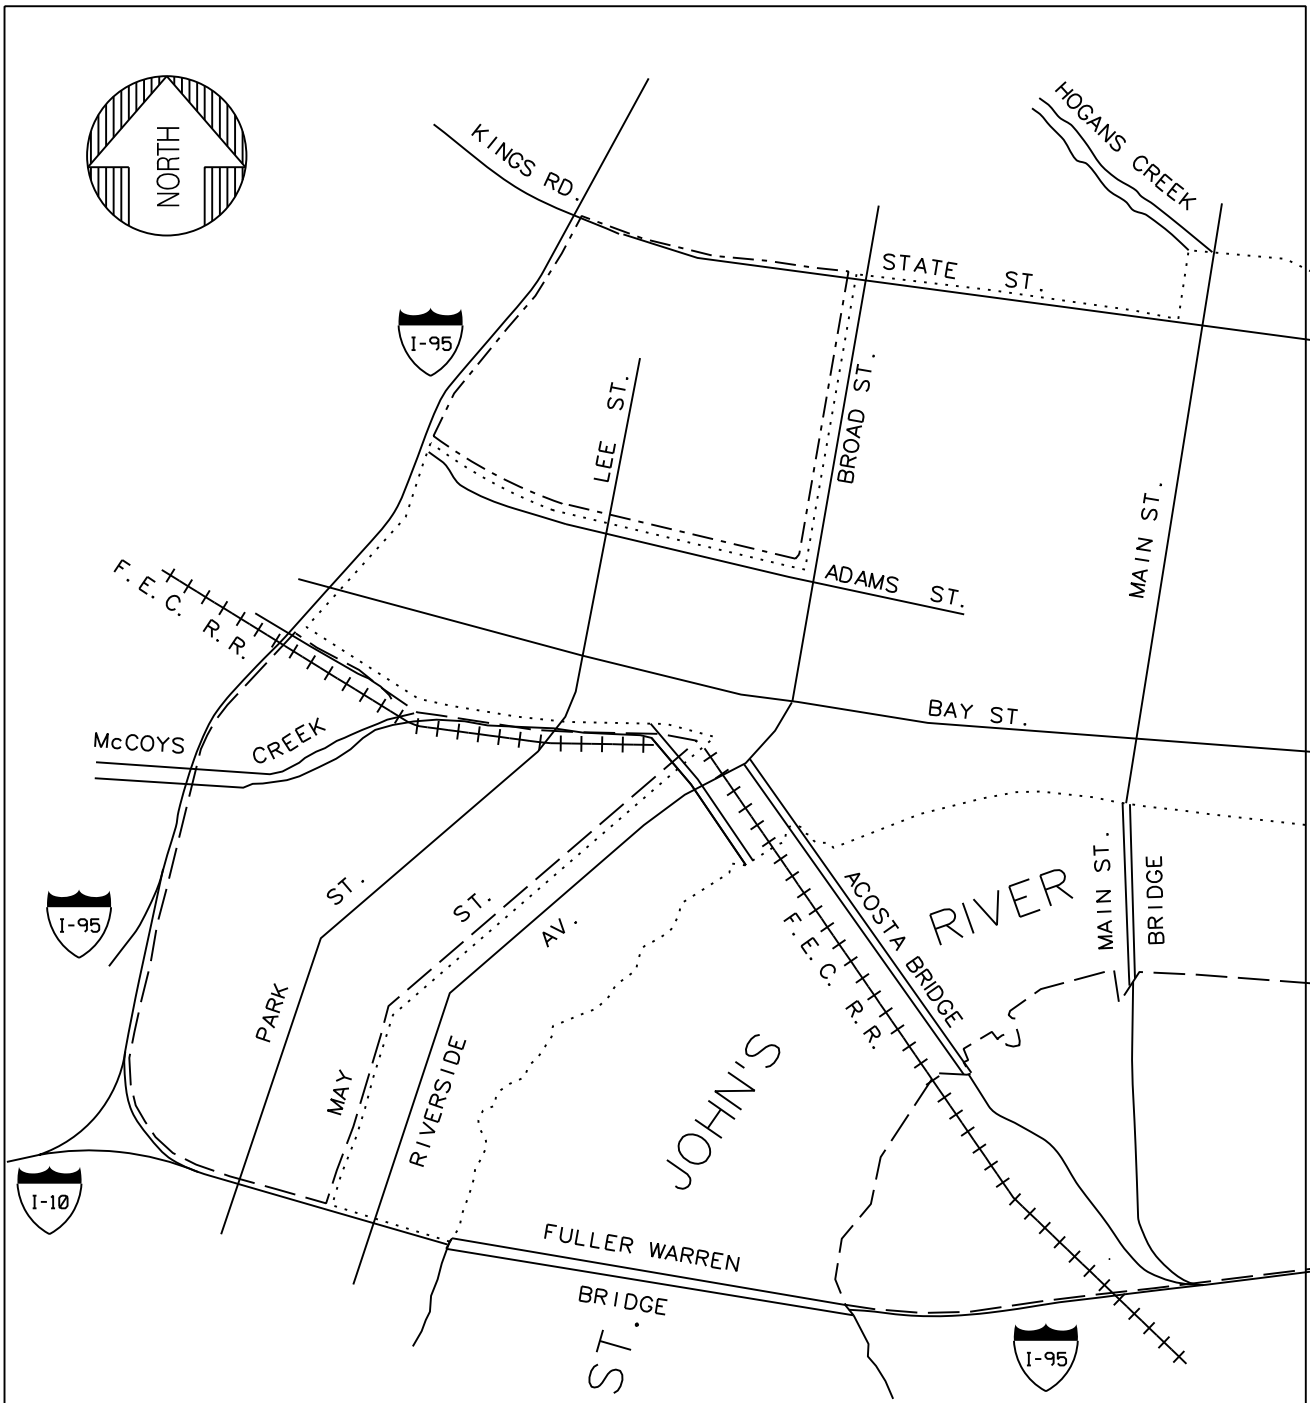 NORTH
HOGANS CREEK
KINGS RD.
STATE ST.
I-95
LEE ST.
BROAD ST.
MAIN ST.
F. E. C. R. R.
ADAMS ST.
BAY ST.
McCOYS CREEK
I-95
PARK ST.
MAY ST.
RIVERSIDE AV.
ACOSTA BRIDGE
F. E. C. R. R.
MAIN ST.
BRIDGE
ST. JOHN'S RIVER
I-10
FULLER WARREN
BRIDGE
I-95